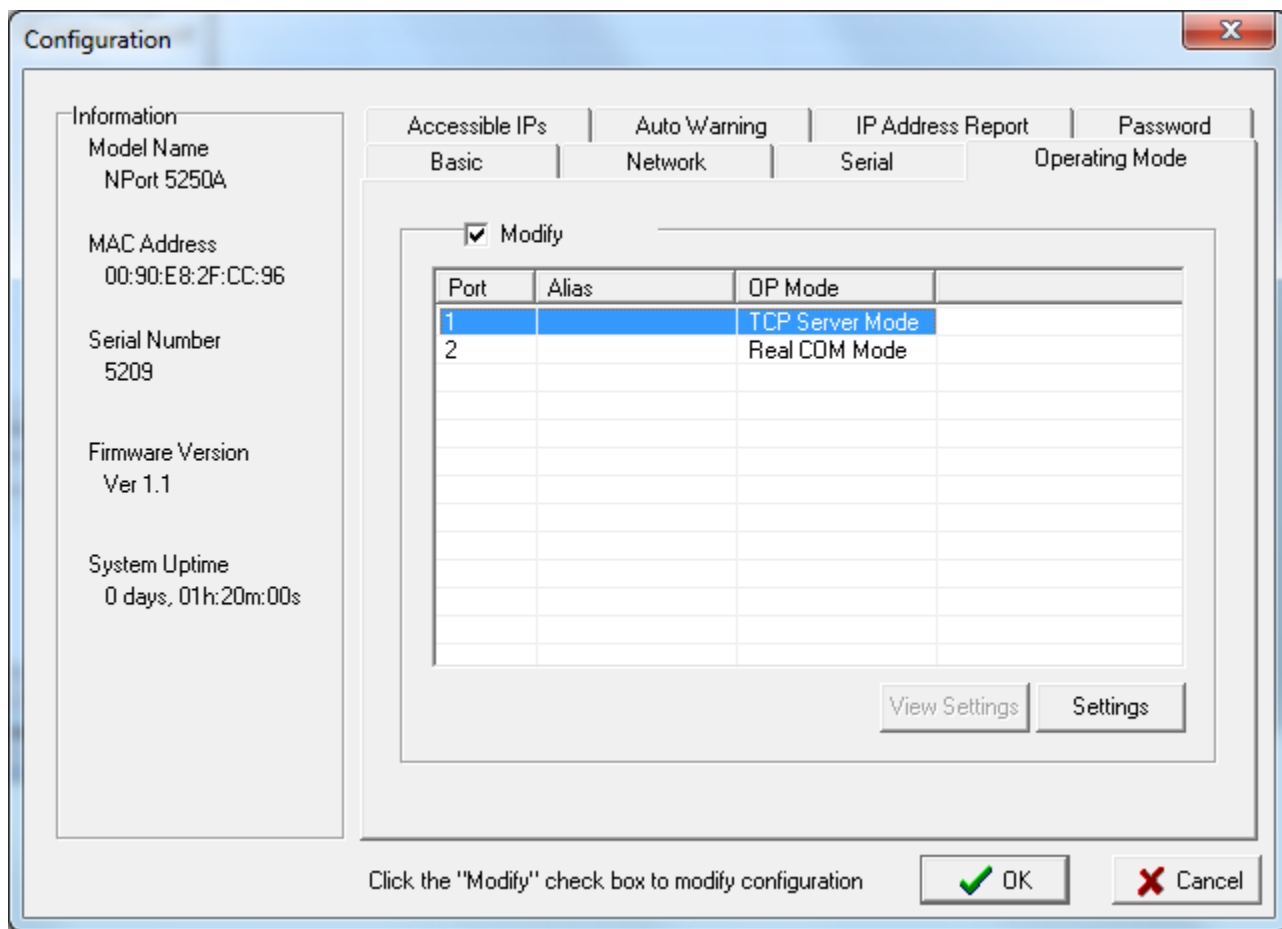 Configuration
Information
Model Name
NPort 5250A
MAC Address
00:90:E8:2F:CC:96
Serial Number
5209
Firmware Version
Ver 1.1
System Uptime
0 days, 01h:20m:00s
Accessible IPs Auto Warning IP Address Report Password
Basic Network Serial Operating Mode
Modify
Port Alias OP Mode
1 TCP Server Mode
2 Real COM Mode
View Settings Settings
Click the "Modify" check box to modify configuration OK Cancel